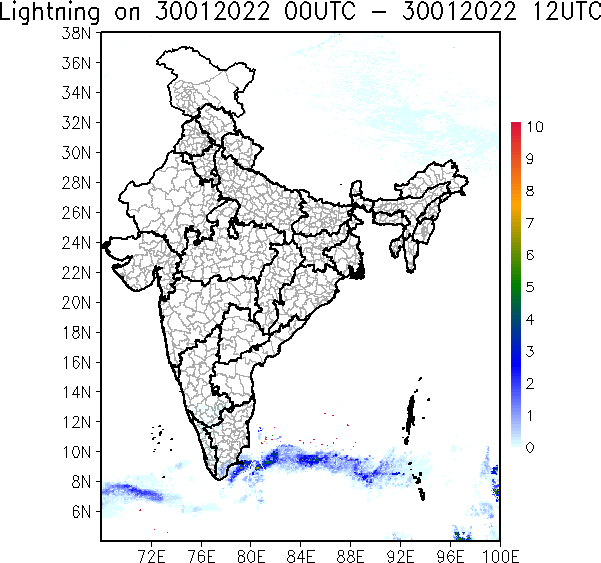 Lightning on 30012022 00UTC – 30012022 12UTC
38N
36N
34N
32N
30N
28N
26N
24N
22N
20N
18N
16N
14N
12N
10N
8N
6N
72E 76E 80E 84E 88E 92E 96E 100E
10
9
8
7
6
5
4
3
2
1
0